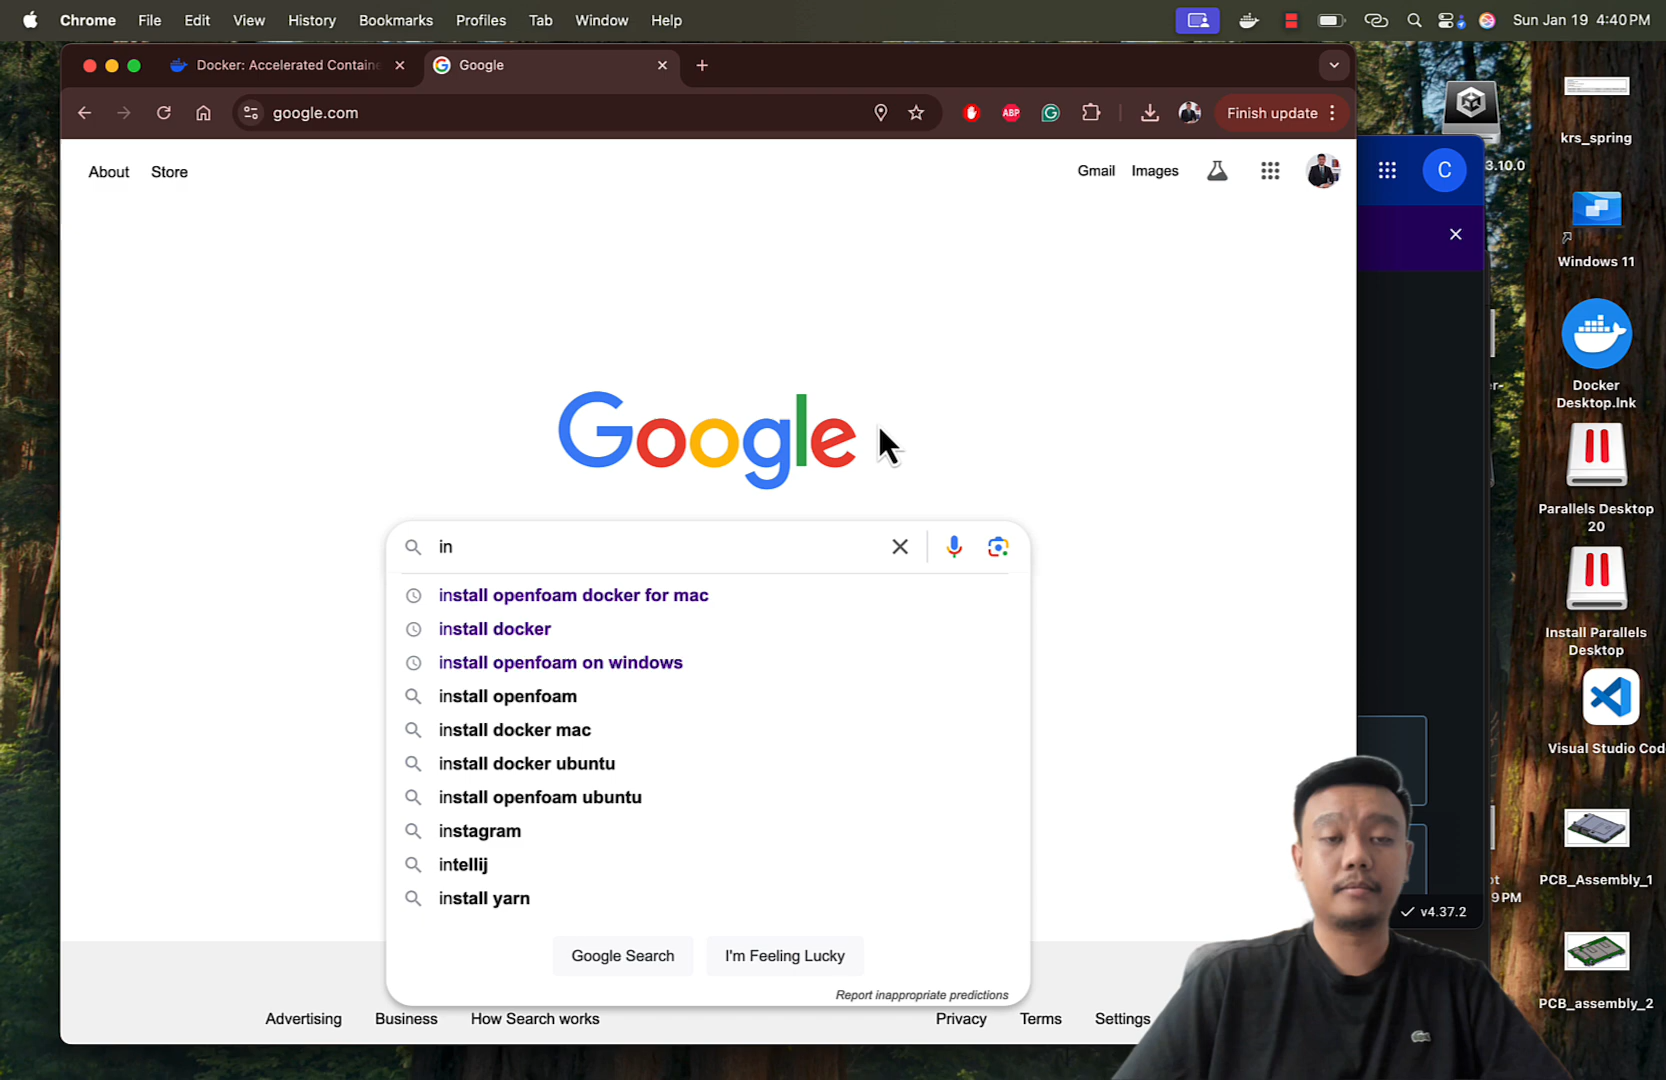 Chrome File Edit View History Bookmarks Profiles Tab Window Help Sun Jan 19 4:40 PM
Docker: Accelerated Containe Google
google.com ABP Finish update
About Store Gmail Images
C
3.10.0
krs_spring
Windows 11
Docker
Desktop.lnk
Parallels Desktop
20
Install Parallels
Desktop
Visual Studio Cod
PCB_Assembly_1
PCB_assembly_2
Google
in
install openfoam docker for mac
install docker
install openfoam on windows
install openfoam
install docker mac
install docker ubuntu
install openfoam ubuntu
instagram
intellij
install yarn
Google Search I'm Feeling Lucky
Report inappropriate predictions
Advertising Business How Search works Privacy Terms Settings
er-
ot
9 PM
v4.37.2